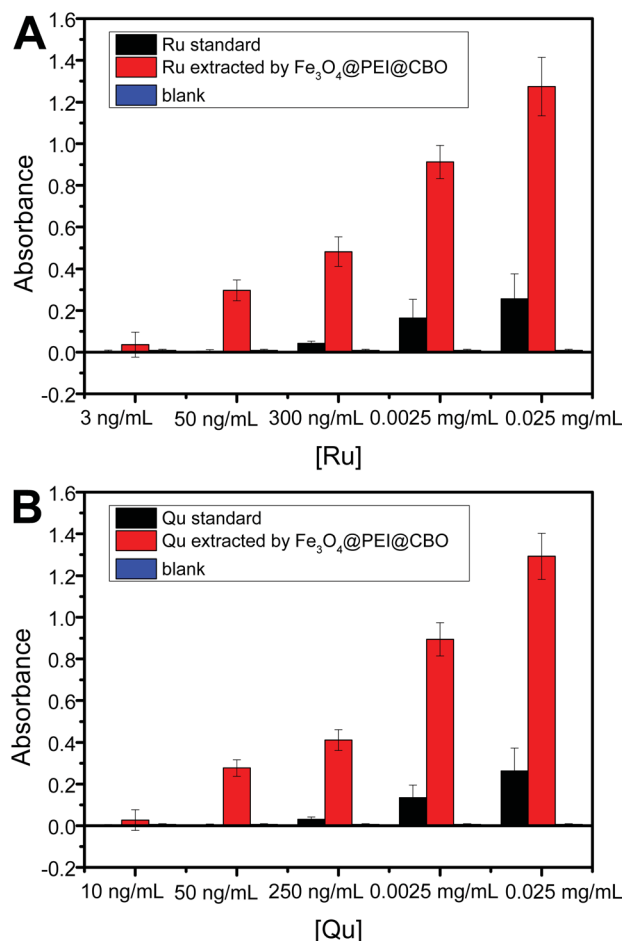 A
Ru standard
Ru extracted by Fe₃O₄@PEI@CBO
blank
Absorbance
1.6
1.4
1.2
1.0
0.8
0.6
0.4
0.2
0.0
-0.2
3 ng/mL 50 ng/mL 300 ng/mL 0.0025 mg/mL 0.025 mg/mL
[Ru]
B
Qu standard
Qu extracted by Fe₃O₄@PEI@CBO
blank
Absorbance
1.6
1.4
1.2
1.0
0.8
0.6
0.4
0.2
0.0
-0.2
10 ng/mL 50 ng/mL 250 ng/mL 0.0025 mg/mL 0.025 mg/mL
[Qu]